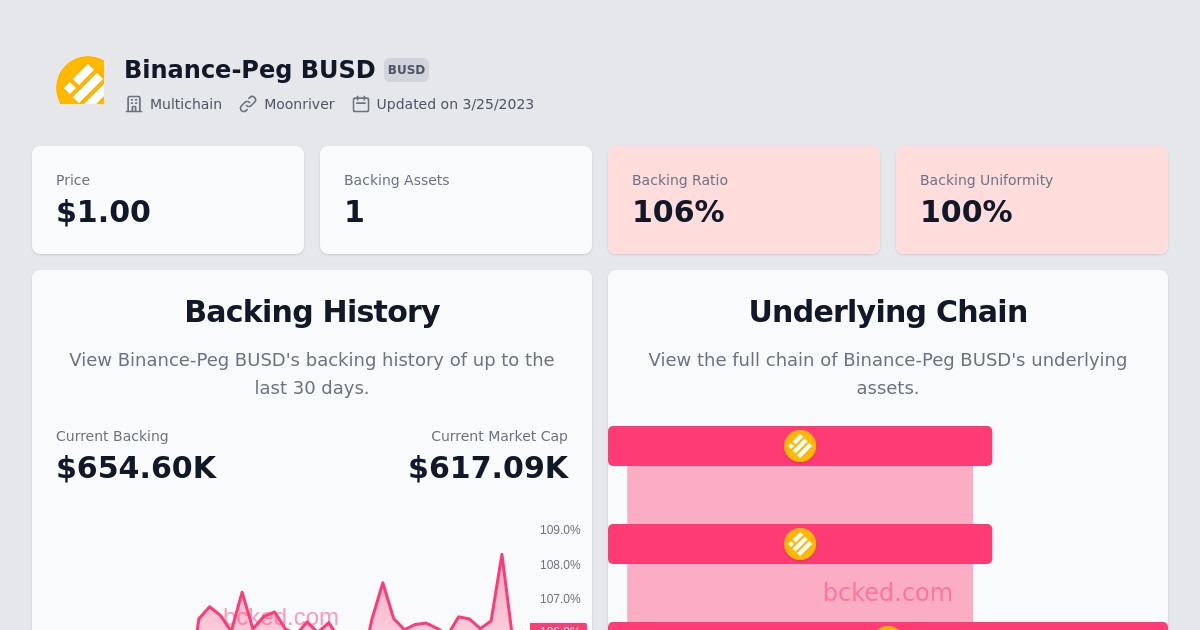 Binance-Peg BUSD BUSD
Multichain Moonriver Updated on 3/25/2023
Price
$1.00
Backing Assets
1
Backing Ratio
106%
Backing Uniformity
100%
Backing History
View Binance-Peg BUSD's backing history of up to the
last 30 days.
Current Backing
$654.60K
Current Market Cap
$617.09K
109.0%
108.0%
107.0%
bcked.com
Underlying Chain
View the full chain of Binance-Peg BUSD's underlying
assets.
bcked.com